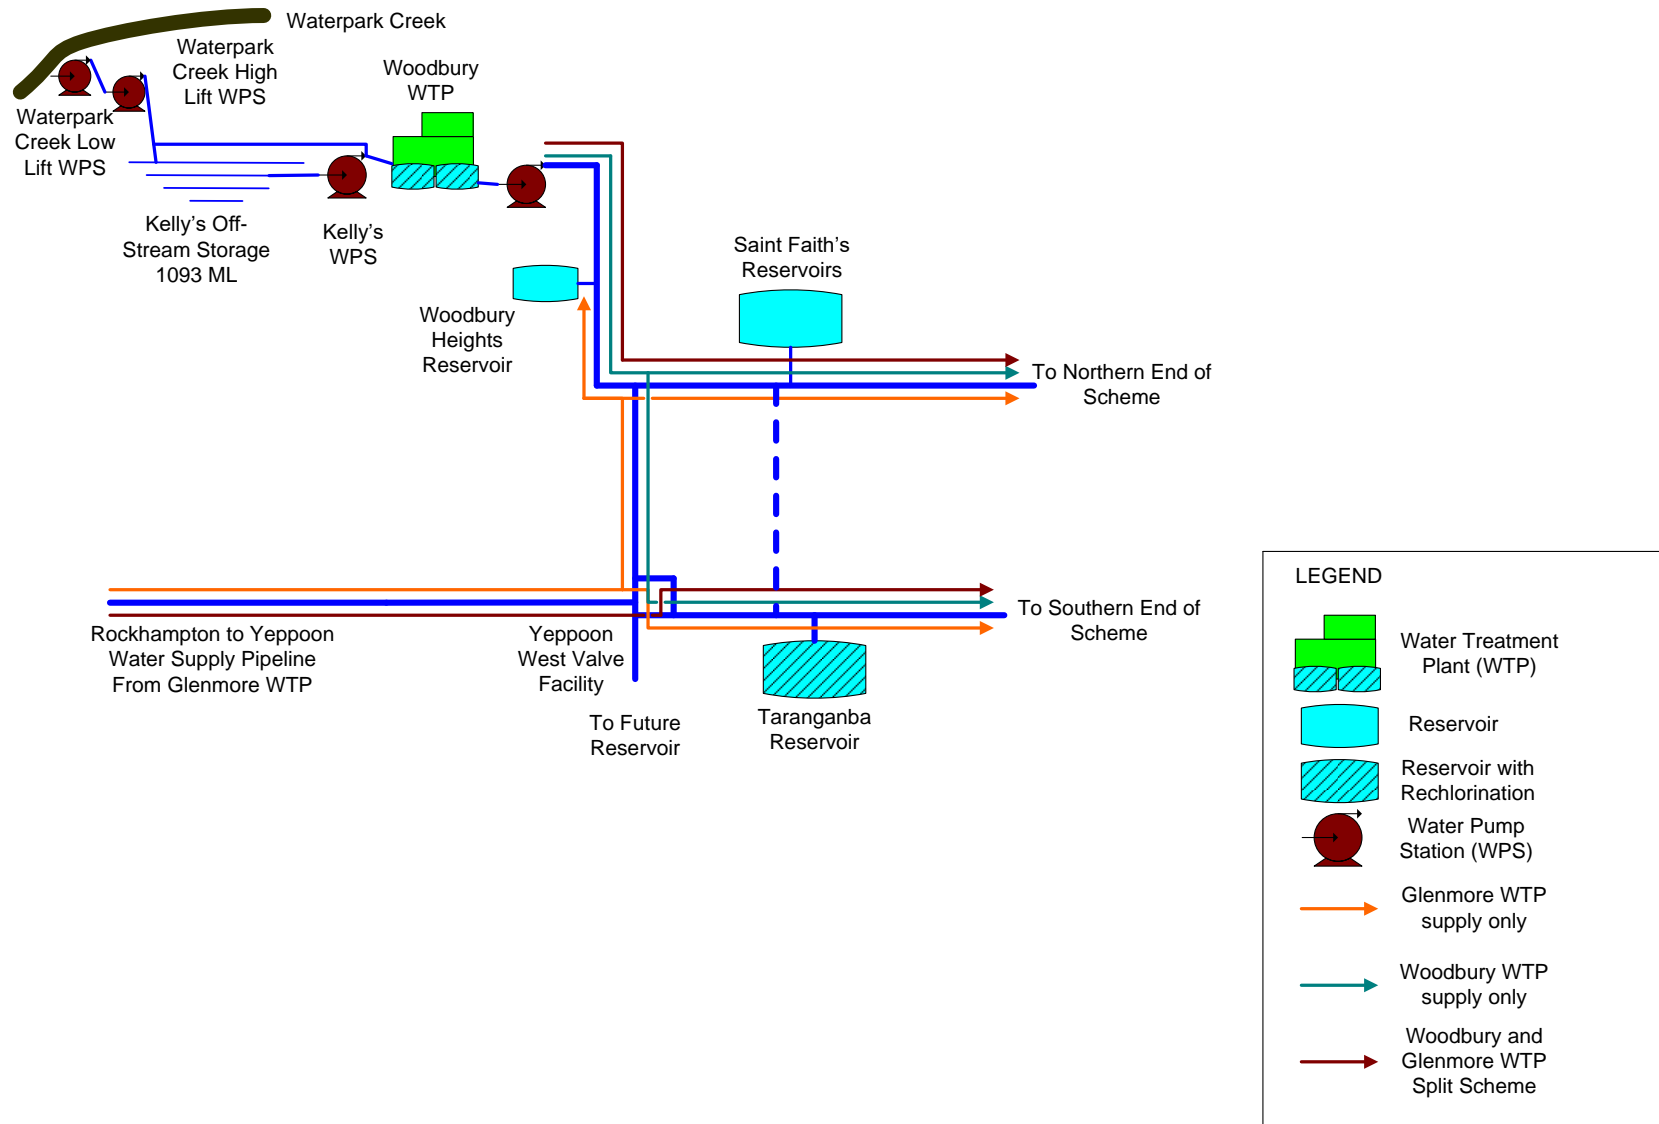 Waterpark Creek
Waterpark
Creek High
Lift WPS
Woodbury
WTP
Waterpark
Creek Low
Lift WPS
Kelly's Off-
Stream Storage
1093 ML
Kelly's
WPS
Saint Faith's
Reservoirs
Woodbury
Heights
Reservoir
To Northern End of
Scheme
Rockhampton to Yeppoon
Water Supply Pipeline
From Glenmore WTP
Yeppoon
West Valve
Facility
To Southern End of
Scheme
To Future
Reservoir
Taranganba
Reservoir
LEGEND
Water Treatment
Plant (WTP)
Reservoir
Reservoir with
Rechlorination
Water Pump
Station (WPS)
Glenmore WTP
supply only
Woodbury WTP
supply only
Woodbury and
Glenmore WTP
Split Scheme